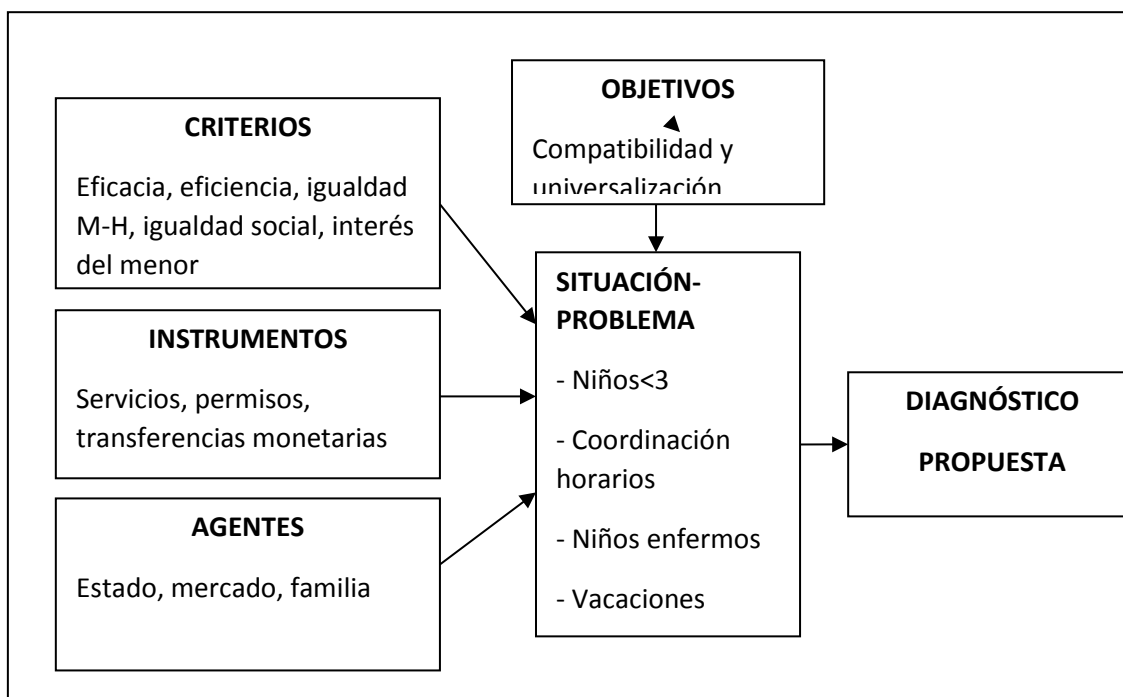 CRITERIOS
Eficacia, eficiencia, igualdad
M-H, igualdad social, interés
del menor
INSTRUMENTOS
Servicios, permisos,
transferencias monetarias
AGENTES
Estado, mercado, familia
OBJETIVOS
Compatibilidad y
universalización
SITUACIÓN-
PROBLEMA
- Niños<3
- Coordinación
horarios
- Niños enfermos
- Vacaciones
DIAGNÓSTICO
PROPUESTA